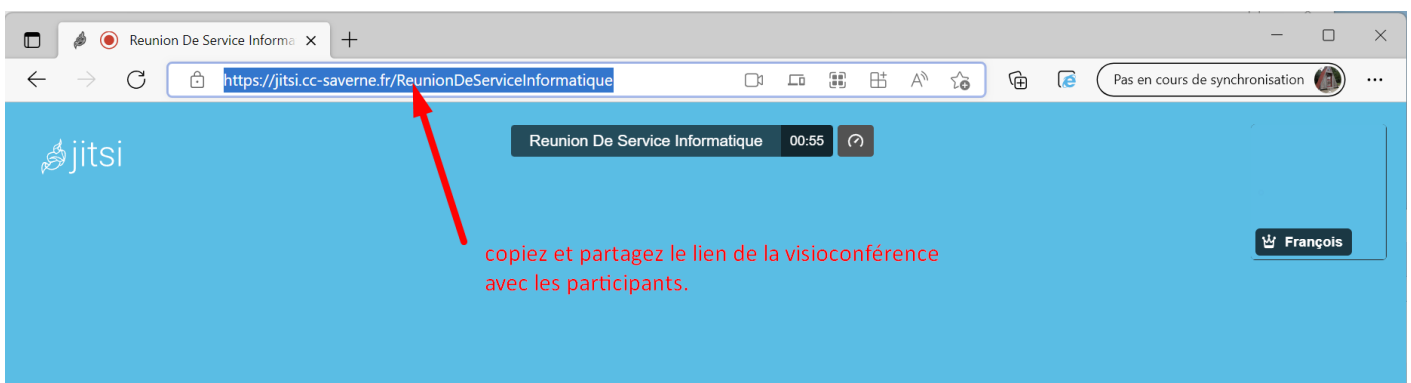 Reunion De Service Informa
https://jitsi.cc-saverne.fr/ReunionDeServiceInformatique
Pas en cours de synchronisation
jitsi
Reunion De Service Informatique 00:55
François
copiez et partagez le lien de la visioconférence
avec les participants.